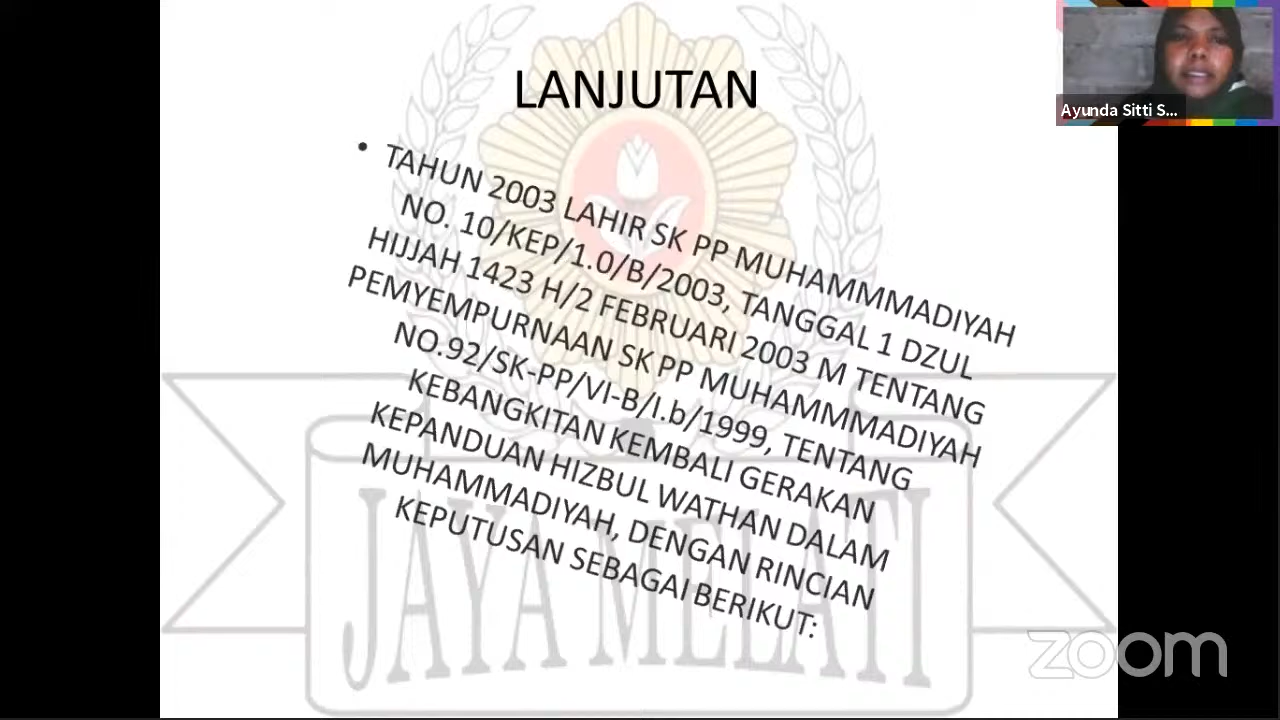 LANJUTAN
Ayunda Sitti S...
• TAHUN 2003 LAHIR SK PP MUHAMMMADIYAH
NO. 10/KEP/1.0/B/2003, TANGGAL 1 DZUL
HIJJAH 1423 H/2 FEBRUARI 2003 M TENTANG
PEMYEMPURNAAN SK PP MUHAMMMADIYAH
NO.92/SK-PP/VI-B/I.b/1999, TENTANG
KEBANGKITAN KEMBALI GERAKAN
KEPANDUAN HIZBUL WATHAN DALAM
MUHAMMADIYAH, DENGAN RINCIAN
KEPUTUSAN SEBAGAI BERIKUT:
JAYA MELATI
zoom